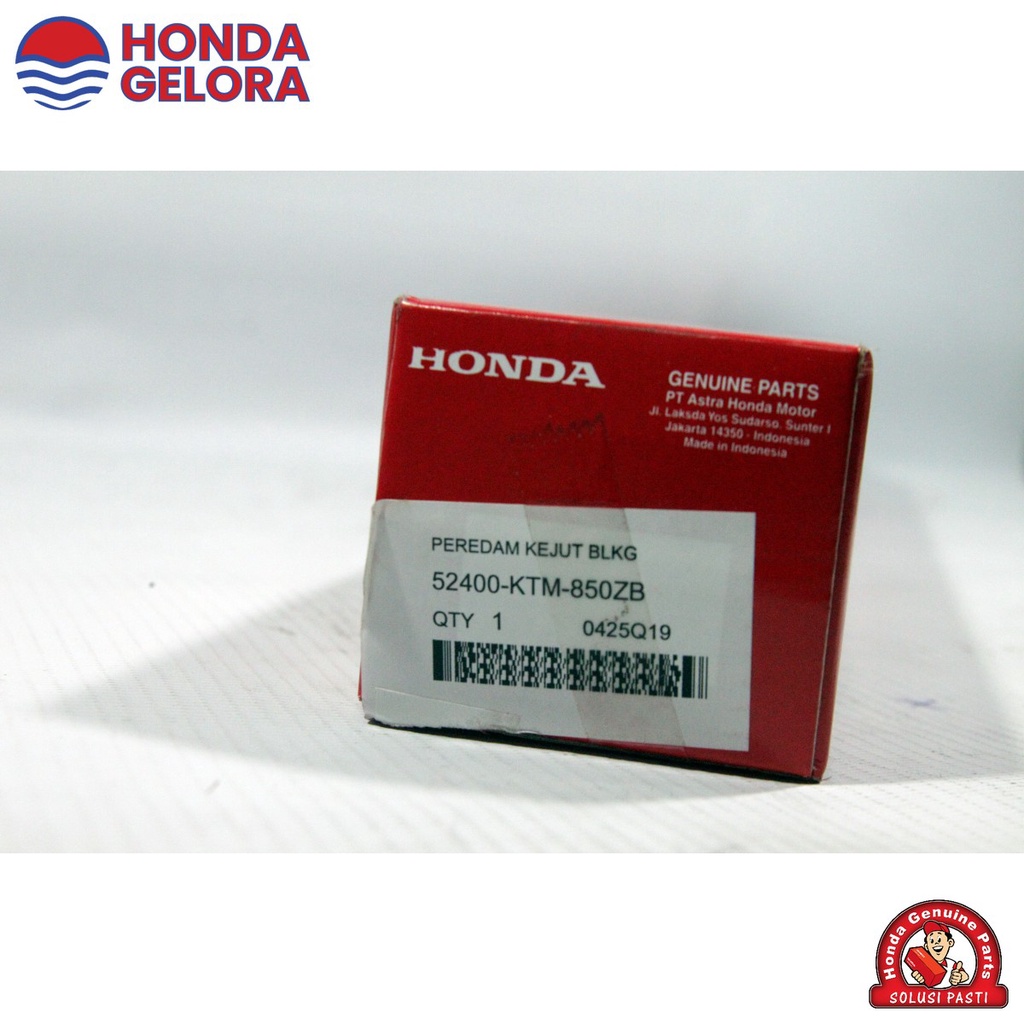 HONDA
GELORA
HONDA
GENUINE PARTS
PT Astra Honda Motor
Jl. Laksda Yos Sudarso. Sunter I
Jakarta 14350 - Indonesia
Made in Indonesia
PEREDAM KEJUT BLKG
52400-KTM-850ZB
QTY 1
0425Q19
Honda Genuine Parts
SOLUSI PASTI